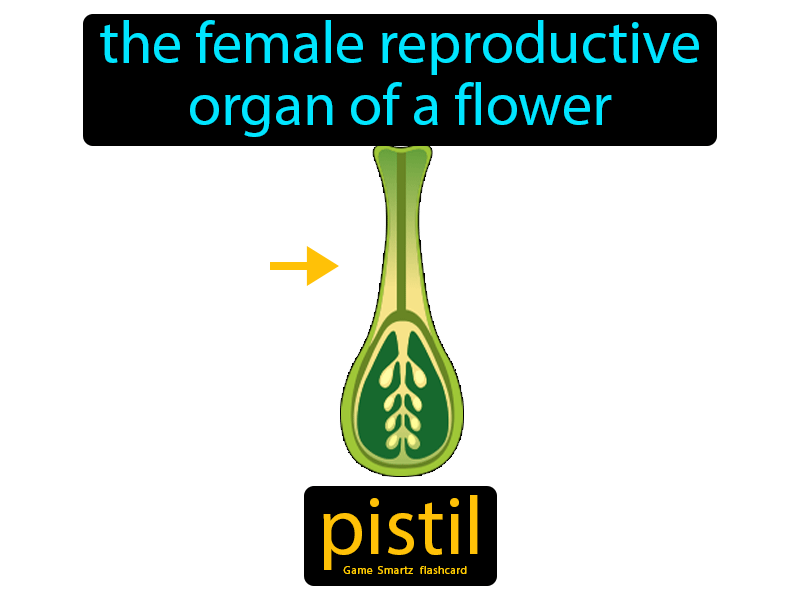 the female reproductive
organ of a flower
pistil
Game Smartz flashcard